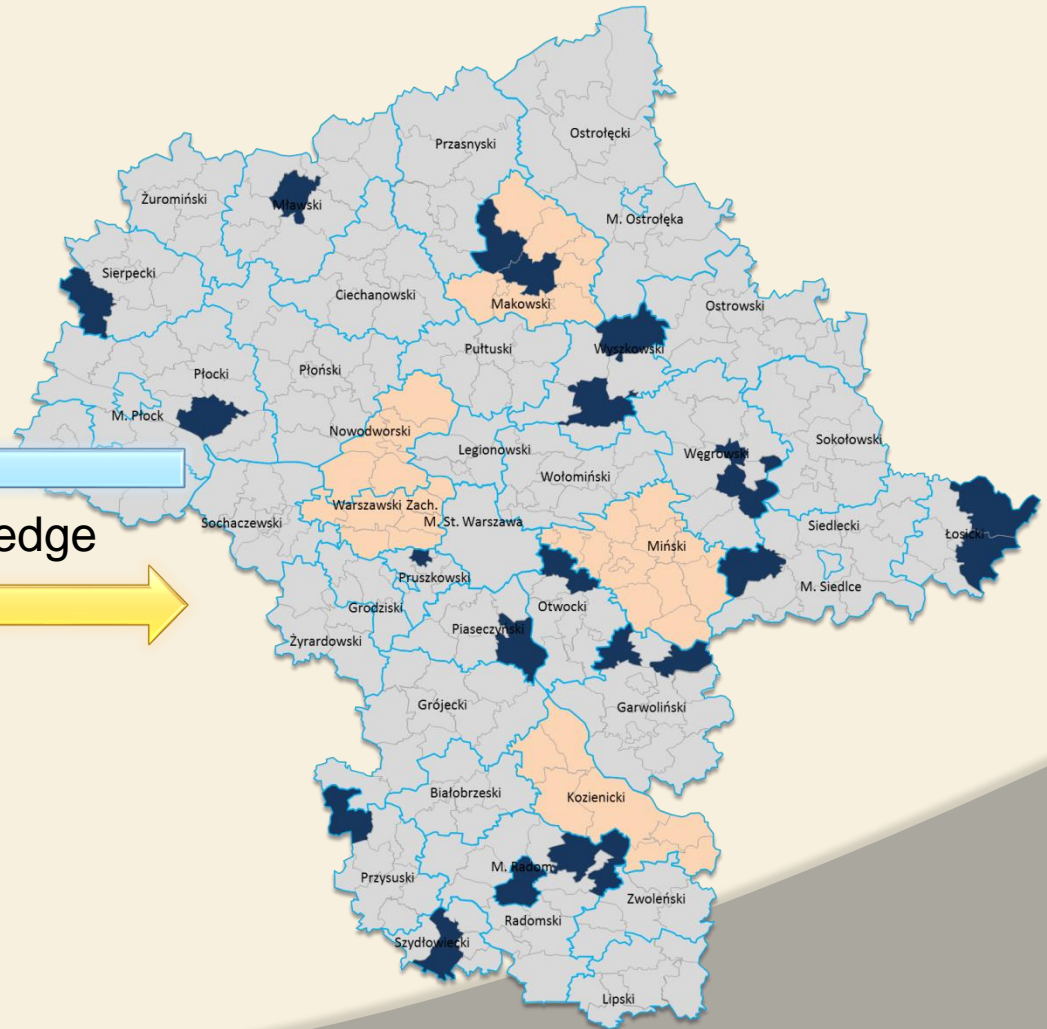 Ostrołęcki
Przasnyski
Żuromiński
Mławski
M. Ostrołęka
Sierpecki
Ciechanowski
Makowski
Ostrowski
Wyszkowski
Pułtuski
Płocki
Płoński
M. Płock
Nowodworski
Legionowski
Węgrowski
Sokołowski
Wołomiński
Warszawski Zach.
M. St. Warszawa
Sochaczewski
Miński
Siedlecki
Łosicki
edge
Pruszkowski
M. Siedlce
Grodziski
Otwocki
Piaseczyński
Żyrardowski
Grójecki
Garwoliński
Białobrzeski
Kozienicki
M. Radom
Przysuski
Zwoleński
Radomski
Szydłowiecki
Lipski